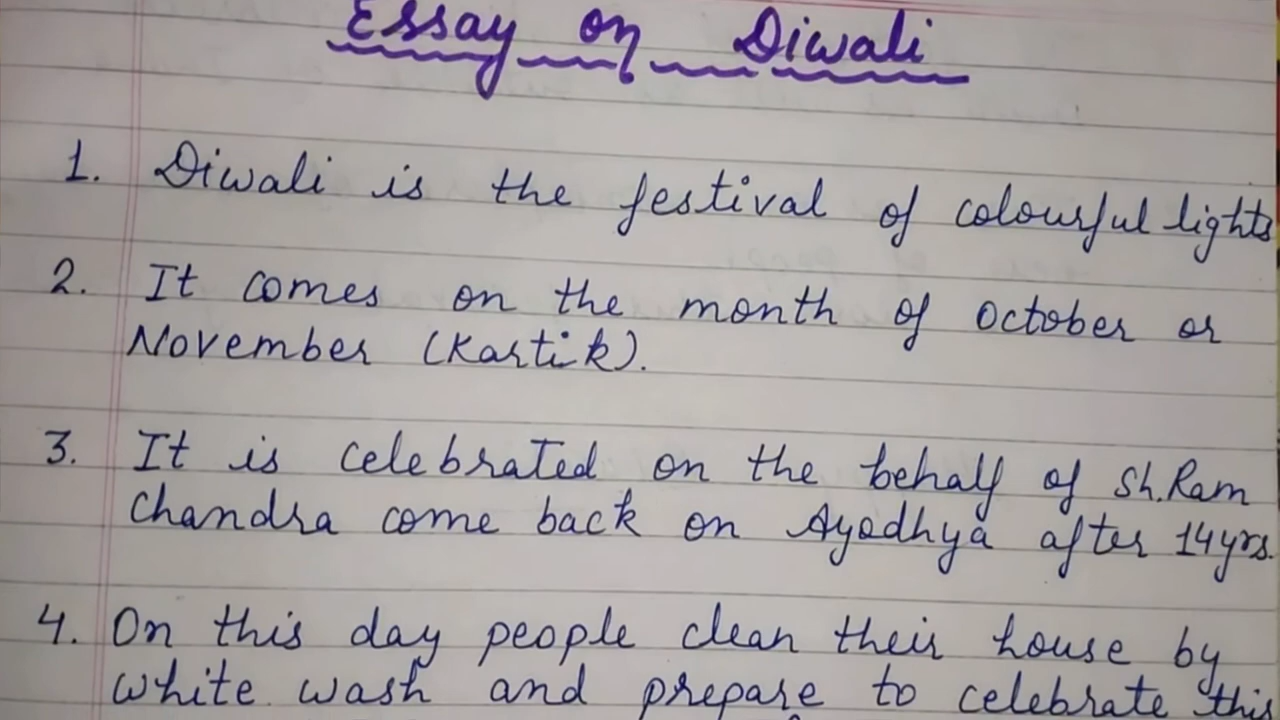 Essay on Diwali
1. Diwali is the festival of colourful lights
2. It comes on the month of October or
November (Kartik).
3. It is celebrated on the behalf of Sh.Ram
Chandra come back on Ayodhya after 14yrs.
4. On this day people clean their house by
white wash and prepare to celebrate this